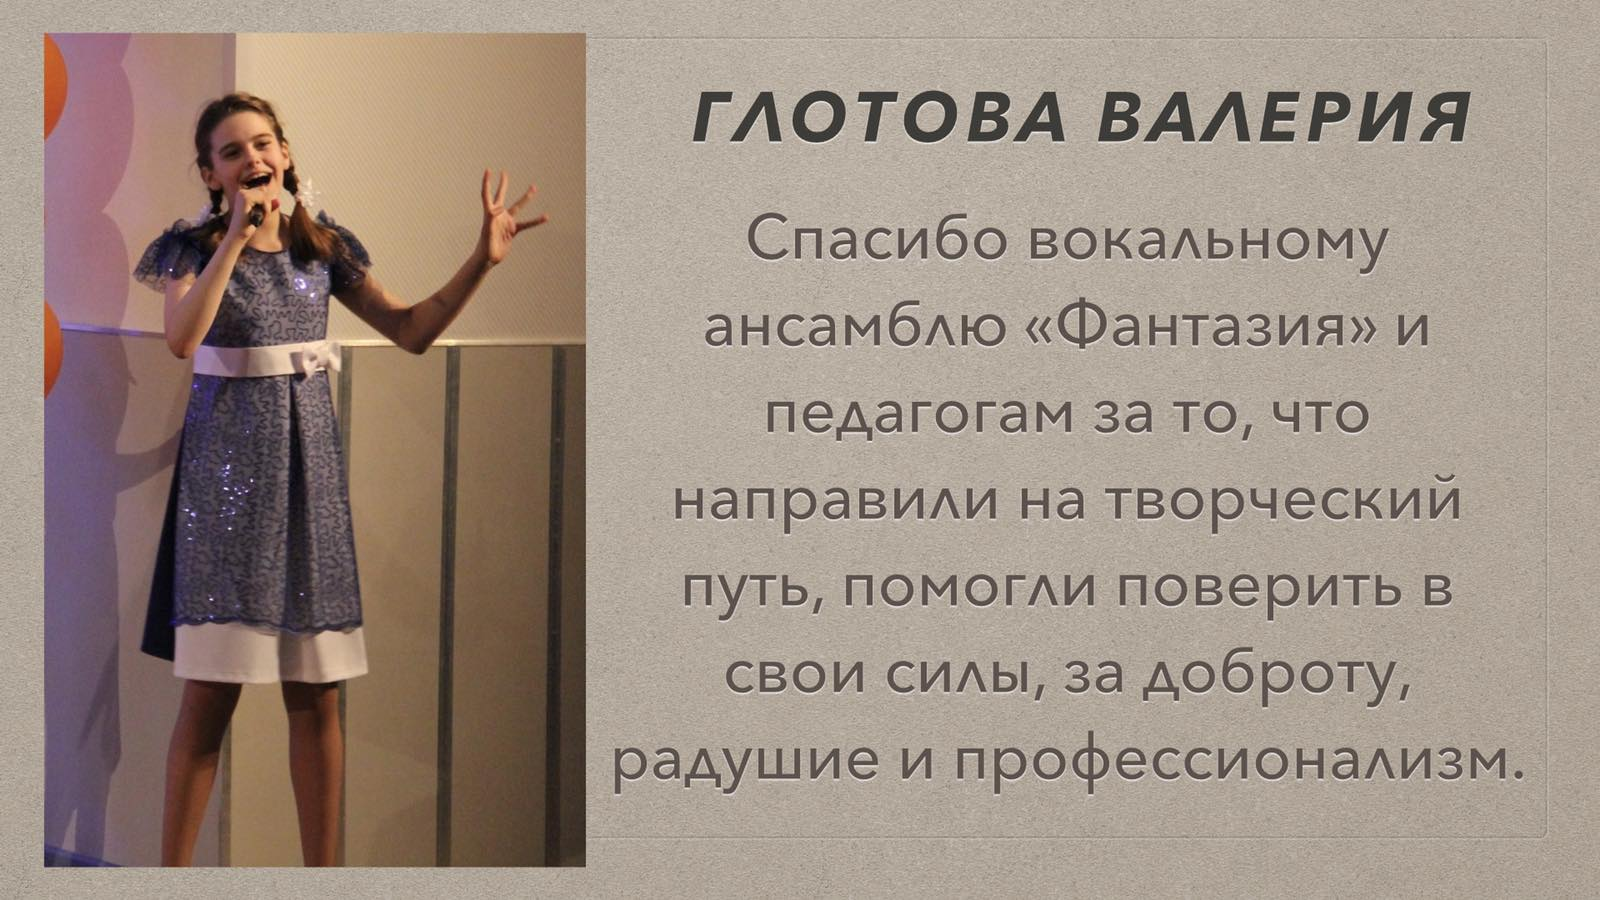 ГЛОТОВА ВАЛЕРИЯ
Спасибо вокальному
ансамблю «Фантазия» и
педагогам за то, что
направили на творческий
путь, помогли поверить в
свои силы, за доброту,
радушие и профессионализм.